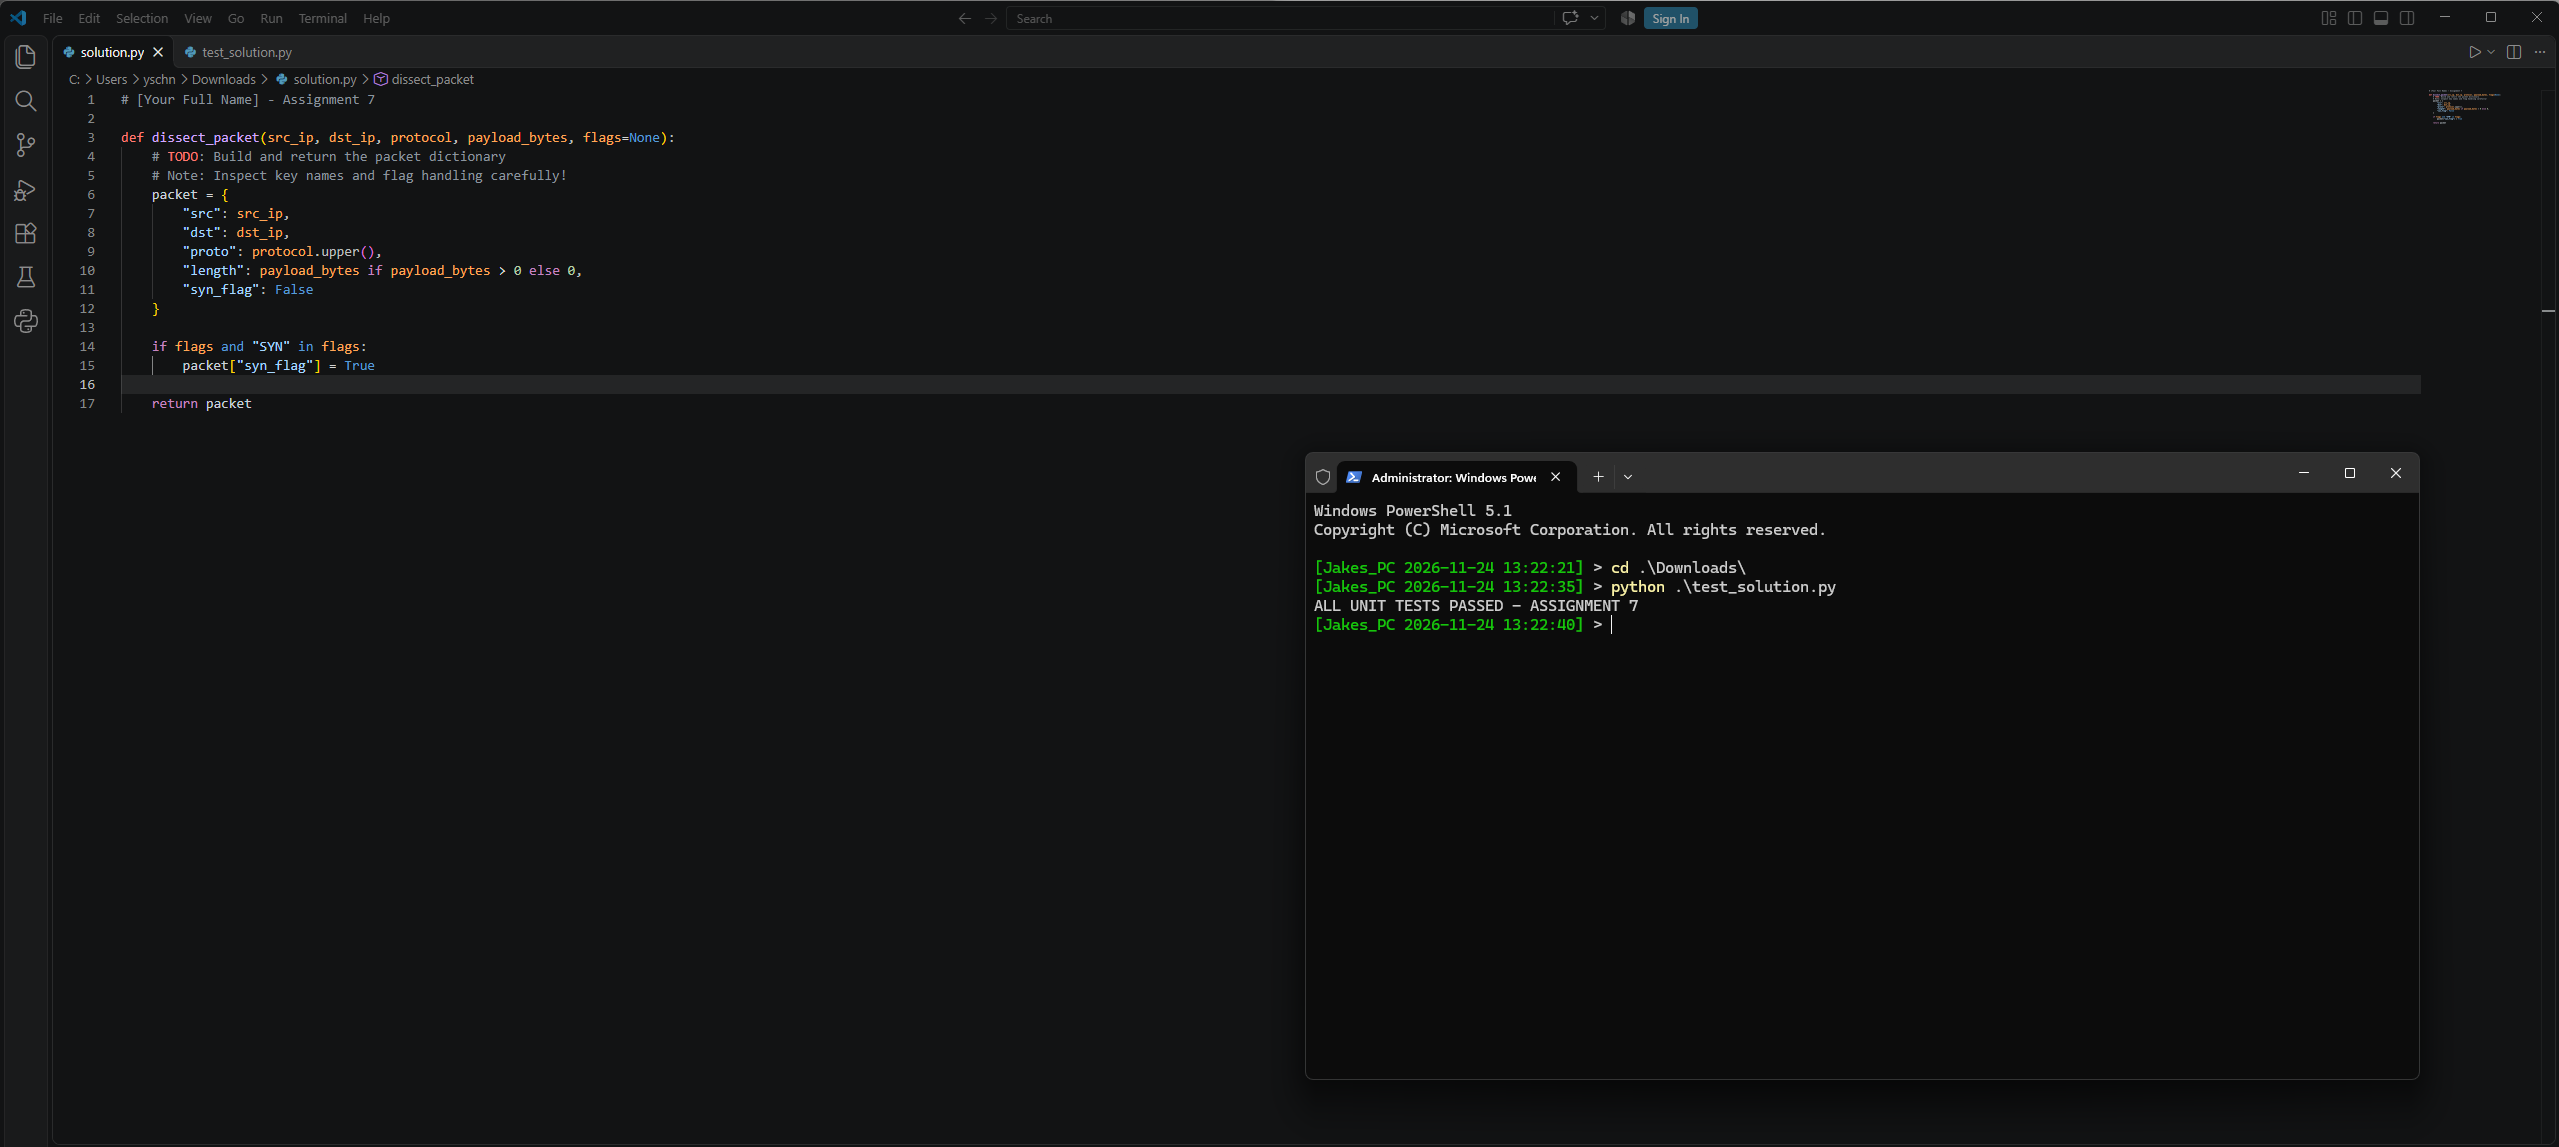 File Edit Selection View Go Run Terminal Help Search Sign In
solution.py test_solution.py
C: > Users > yschn > Downloads > solution.py > dissect_packet
1 # [Your Full Name] - Assignment 7
2
3 def dissect_packet(src_ip, dst_ip, protocol, payload_bytes, flags=None):
4     # TODO: Build and return the packet dictionary
5     # Note: Inspect key names and flag handling carefully!
6     packet = {
7         "src": src_ip,
8         "dst": dst_ip,
9         "proto": protocol.upper(),
10         "length": payload_bytes if payload_bytes > 0 else 0,
11         "syn_flag": False
12     }
13
14     if flags and "SYN" in flags:
15         packet["syn_flag"] = True
16
17     return packet
Administrator: Windows Powe
Windows PowerShell 5.1
Copyright (C) Microsoft Corporation. All rights reserved.
[Jakes_PC 2026-11-24 13:22:21] > cd .\Downloads\
[Jakes_PC 2026-11-24 13:22:35] > python .\test_solution.py
ALL UNIT TESTS PASSED - ASSIGNMENT 7
[Jakes_PC 2026-11-24 13:22:40] >